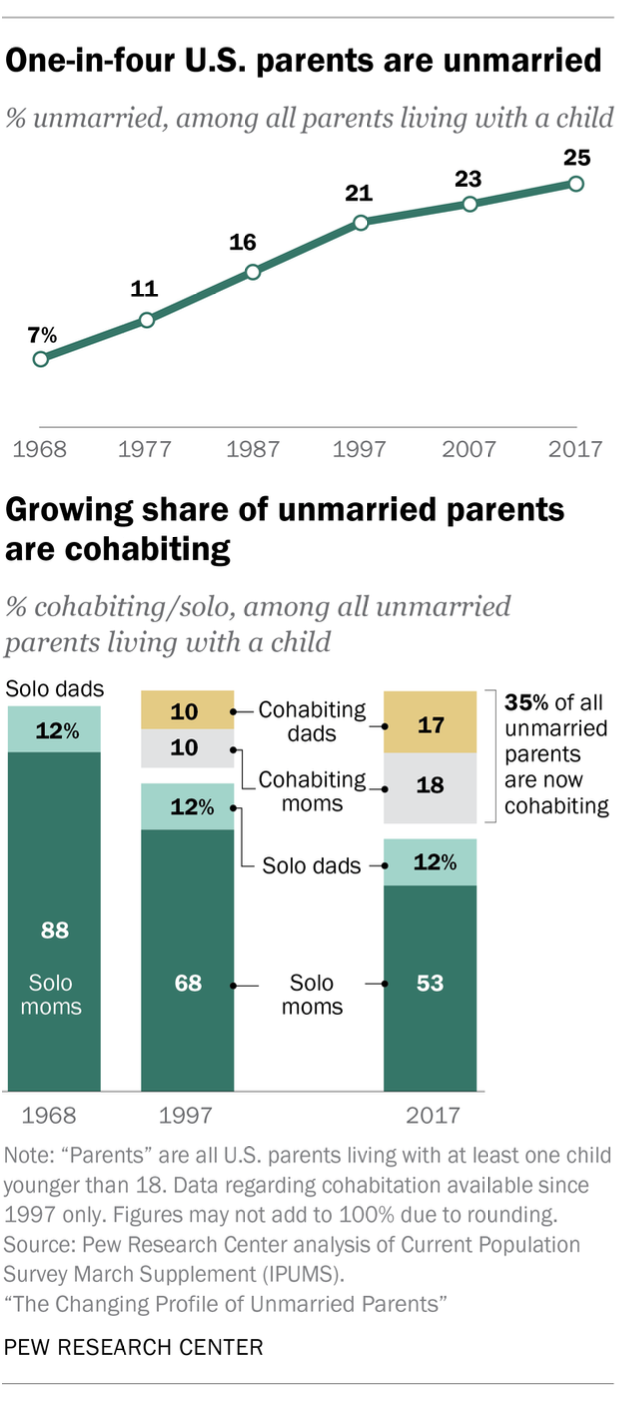 One-in-four U.S. parents are unmarried
% unmarried, among all parents living with a child
25
23
21
16
11
7%
1968 1977 1987 1997 2007 2017
Growing share of unmarried parents
are cohabiting
% cohabiting/solo, among all unmarried
parents living with a child
Solo dads
12%
88
Solo
moms
10
10
12%
68
Cohabiting
dads
Cohabiting
moms
Solo dads
Solo
moms
17
18
12%
53
35% of all
unmarried
parents
are now
cohabiting
1968 1997 2017
Note: “Parents” are all U.S. parents living with at least one child
younger than 18. Data regarding cohabitation available since
1997 only. Figures may not add to 100% due to rounding.
Source: Pew Research Center analysis of Current Population
Survey March Supplement (IPUMS).
“The Changing Profile of Unmarried Parents”
PEW RESEARCH CENTER